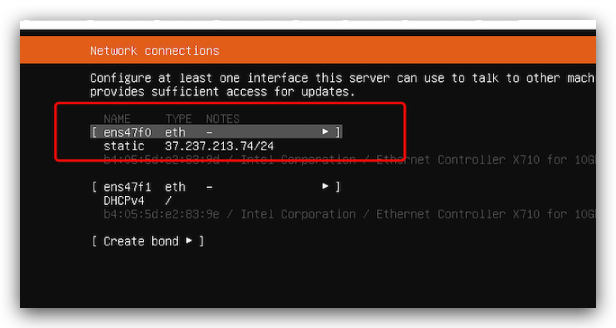 Network connections
Configure at least one interface this server can use to talk to other mach
provides sufficient access for updates.
NAME TYPE NOTES
[ ens47f0 eth - ▸ ]
static 37.237.213.74/24
b4:05:5d:e2:83:9d / Intel Corporation / Ethernet Controller X710 for 10G
[ ens47f1 eth - ▸ ]
DHCPv4 /
b4:05:5d:e2:83:9e / Intel Corporation / Ethernet Controller X710 for 10G
[ Create bond ▸ ]